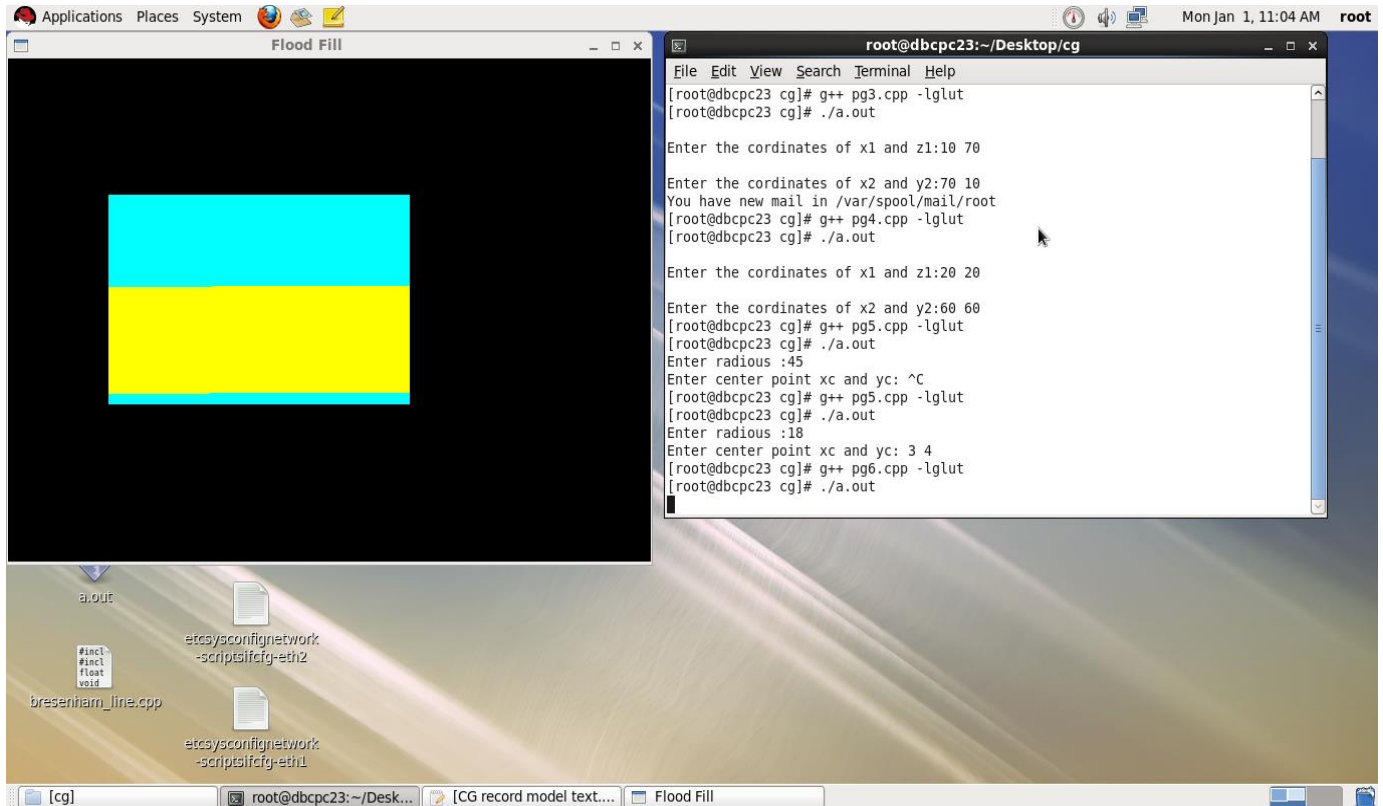 Applications Places System Mon Jan 1, 11:04 AM root
Flood Fill
root@dbcpc23:~/Desktop/cg
File Edit View Search Terminal Help
[root@dbcpc23 cg]# g++ pg3.cpp -lglut
[root@dbcpc23 cg]# ./a.out
Enter the cordinates of x1 and z1:10 70
Enter the cordinates of x2 and y2:70 10
You have new mail in /var/spool/mail/root
[root@dbcpc23 cg]# g++ pg4.cpp -lglut
[root@dbcpc23 cg]# ./a.out
Enter the cordinates of x1 and z1:20 20
Enter the cordinates of x2 and y2:60 60
[root@dbcpc23 cg]# g++ pg5.cpp -lglut
[root@dbcpc23 cg]# ./a.out
Enter radious :45
Enter center point xc and yc: ^C
[root@dbcpc23 cg]# g++ pg5.cpp -lglut
[root@dbcpc23 cg]# ./a.out
Enter radious :18
Enter center point xc and yc: 3 4
[root@dbcpc23 cg]# g++ pg6.cpp -lglut
[root@dbcpc23 cg]# ./a.out
a.out
etcsysconfignetwork
-scriptsifcfg-eth2
#incl
#incl
float
void
bresenham_line.cpp
etcsysconfignetwork
-scriptsifcfg-eth1
[cg] root@dbcpc23:~/Desk... [CG record model text.... Flood Fill